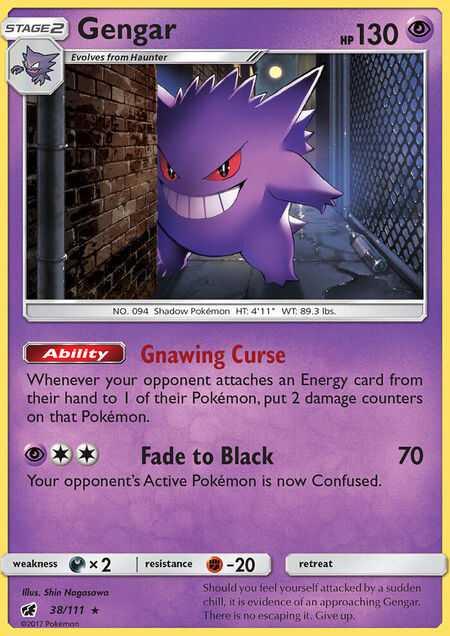 STAGE2
Gengar
HP 130
Evolves from Haunter
NO. 094 Shadow Pokémon HT: 4'11" WT: 89.3 lbs.
Ability Gnawing Curse
Whenever your opponent attaches an Energy card from
their hand to 1 of their Pokémon, put 2 damage counters
on that Pokémon.
Fade to Black 70
Your opponent's Active Pokémon is now Confused.
weakness ×2 resistance -20 retreat
Illus. Shin Nagasawa
38/111
©2017 Pokémon
Should you feel yourself attacked by a sudden
chill, it is evidence of an approaching Gengar.
There is no escaping it. Give up.